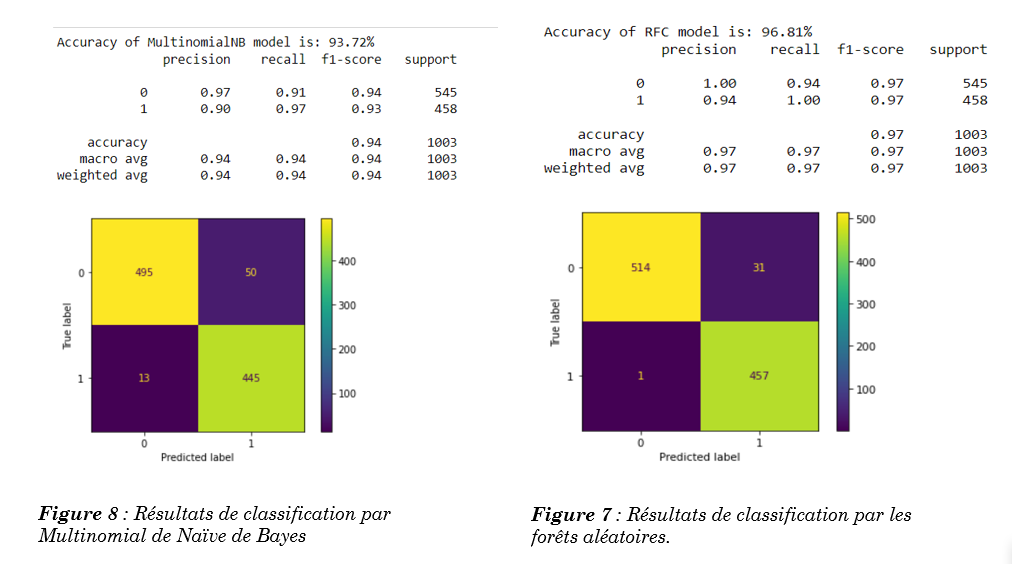 Accuracy of MultinomialNB model is: 93.72%
precision recall f1-score support
0 0.97 0.91 0.94 545
1 0.90 0.97 0.93 458
accuracy 0.94 1003
macro avg 0.94 0.94 0.94 1003
weighted avg 0.94 0.94 0.94 1003
0
495 50
400
300
True label
200
1
13 445
100
0 1
Predicted label
Figure 8 : Résultats de classification par
Multinomial de Naïve de Bayes
Accuracy of RFC model is: 96.81%
precision recall f1-score support
0 1.00 0.94 0.97 545
1 0.94 1.00 0.97 458
accuracy 0.97 1003
macro avg 0.97 0.97 0.97 1003
weighted avg 0.97 0.97 0.97 1003
500
0
514 31
400
300
True label
200
1
1 457
100
0 1
Predicted label
Figure 7 : Résultats de classification par les
forêts aléatoires.